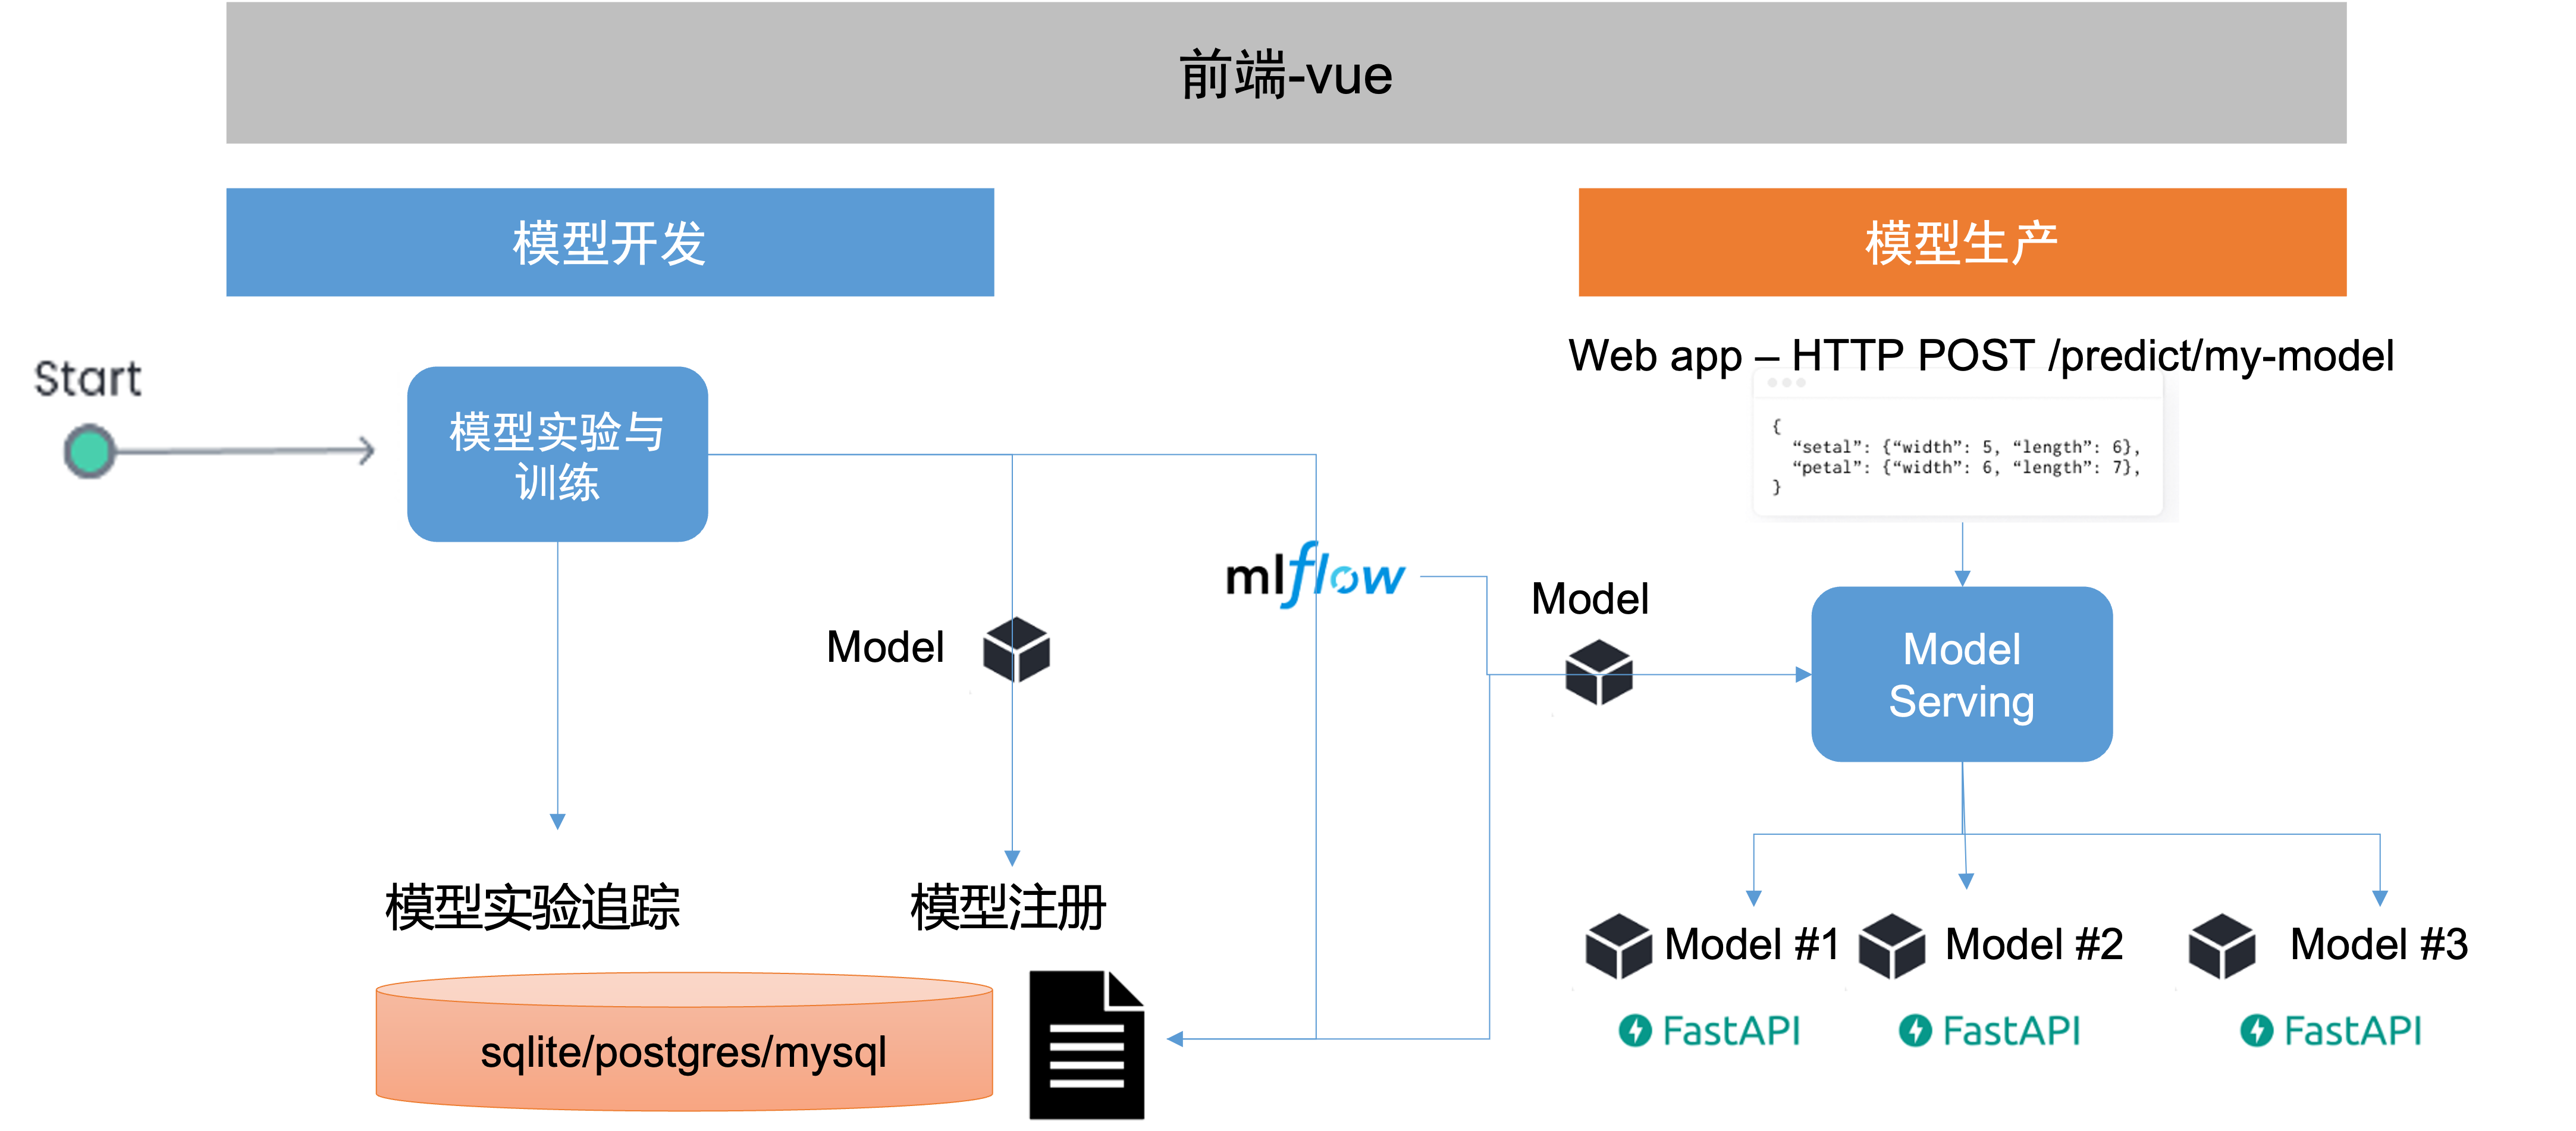 前端-vue
模型开发
模型生产
Start
模型实验与
训练
Web app – HTTP POST /predict/my-model
{
“setal”: {“width”: 5, “length”: 6},
“petal”: {“width”: 6, “length”: 7},
}
mlflow
Model
Model
Model
Serving
模型实验追踪
模型注册
sqlite/postgres/mysql
Model #1
Model #2
Model #3
FastAPI
FastAPI
FastAPI